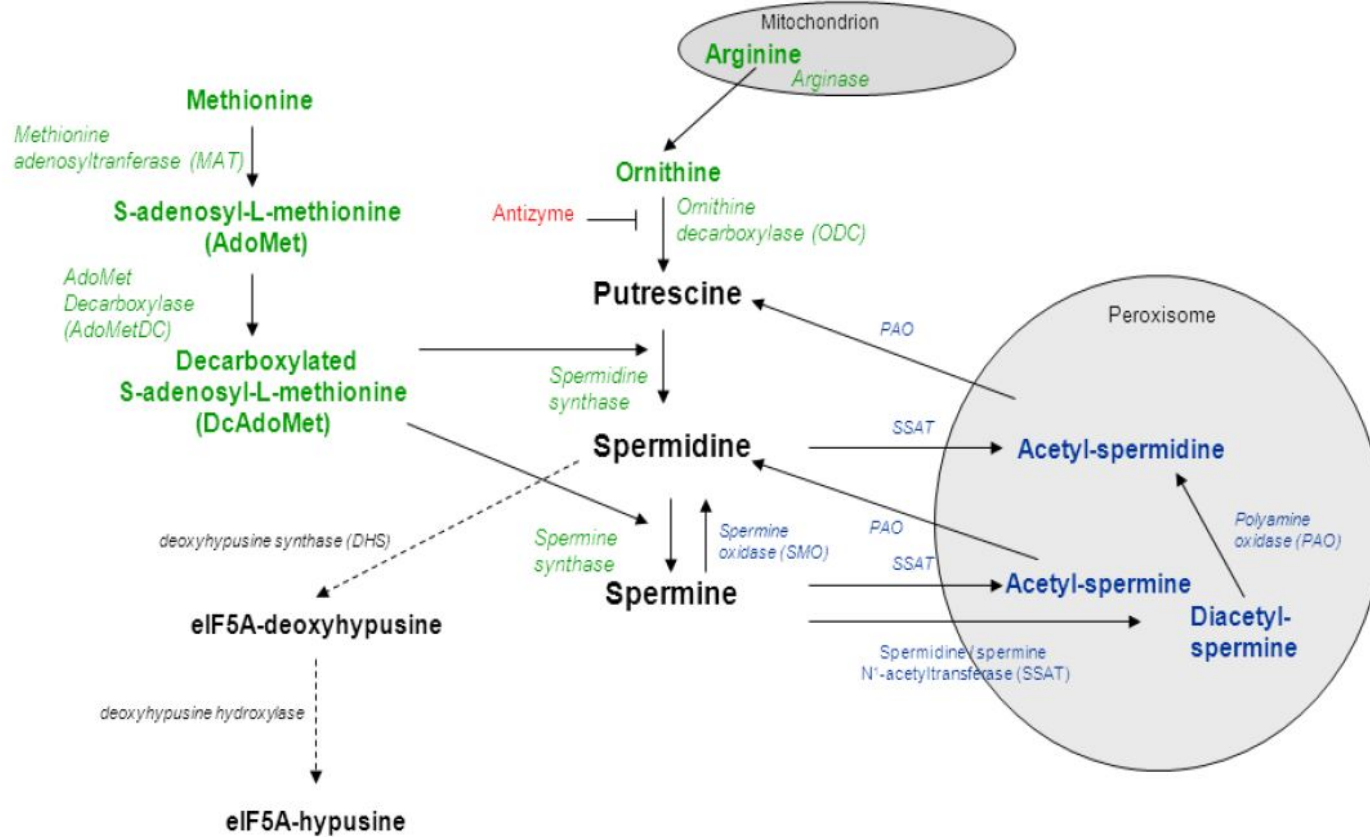 Mitochondrion
Arginine
Arginase
Methionine
Methionine
adenosyltranferase (MAT)
Ornithine
S-adenosyl-L-methionine
(AdoMet)
Antizyme
Ornithine
decarboxylase (ODC)
AdoMet
Decarboxylase
(AdoMetDC)
Putrescine
Peroxisome
PAO
Decarboxylated
S-adenosyl-L-methionine
(DcAdoMet)
Spermidine
synthase
Spermidine
SSAT
Acetyl-spermidine
deoxyhypusine synthase (DHS)
Spermine
synthase
Spermine
oxidase (SMO)
PAO
Polyamine
oxidase (PAO)
SSAT
Spermine
Acetyl-spermine
Diacetyl-
spermine
eIF5A-deoxyhypusine
Spermidine / spermine
N¹-acetyltransferase (SSAT)
deoxyhypusine hydroxylase
eIF5A-hypusine